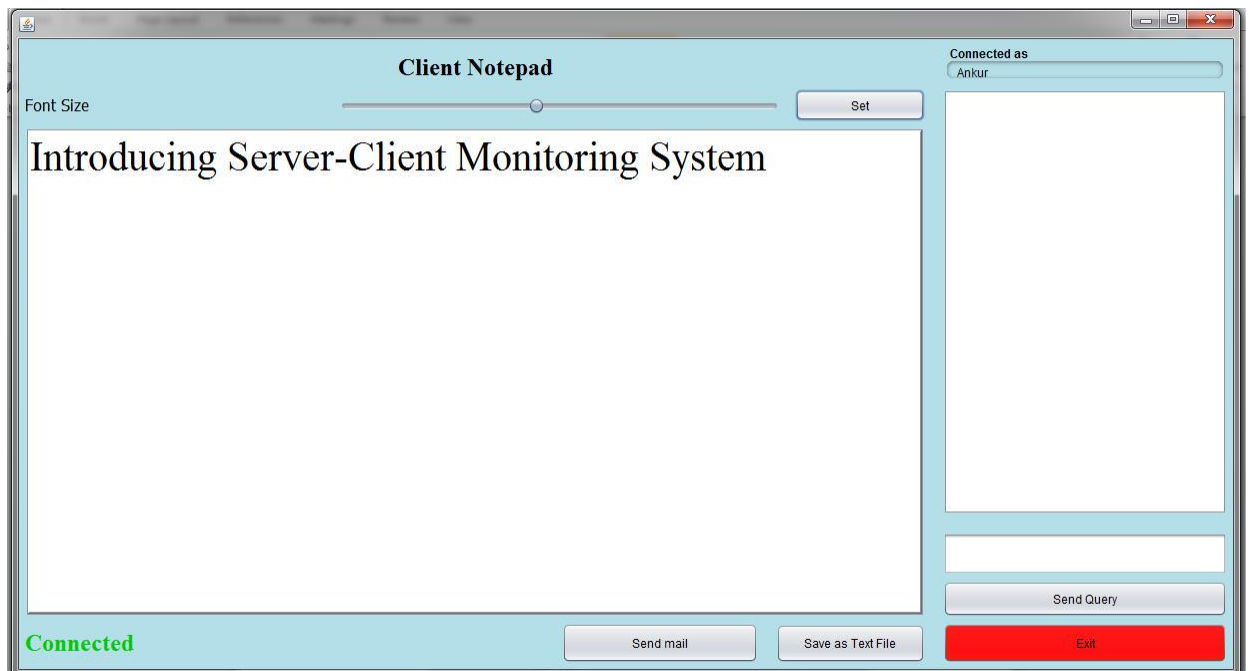 Client Notepad
Font Size
Set
Introducing Server-Client Monitoring System
Connected
Send mail
Save as Text File
Connected as
Ankur
Send Query
Exit